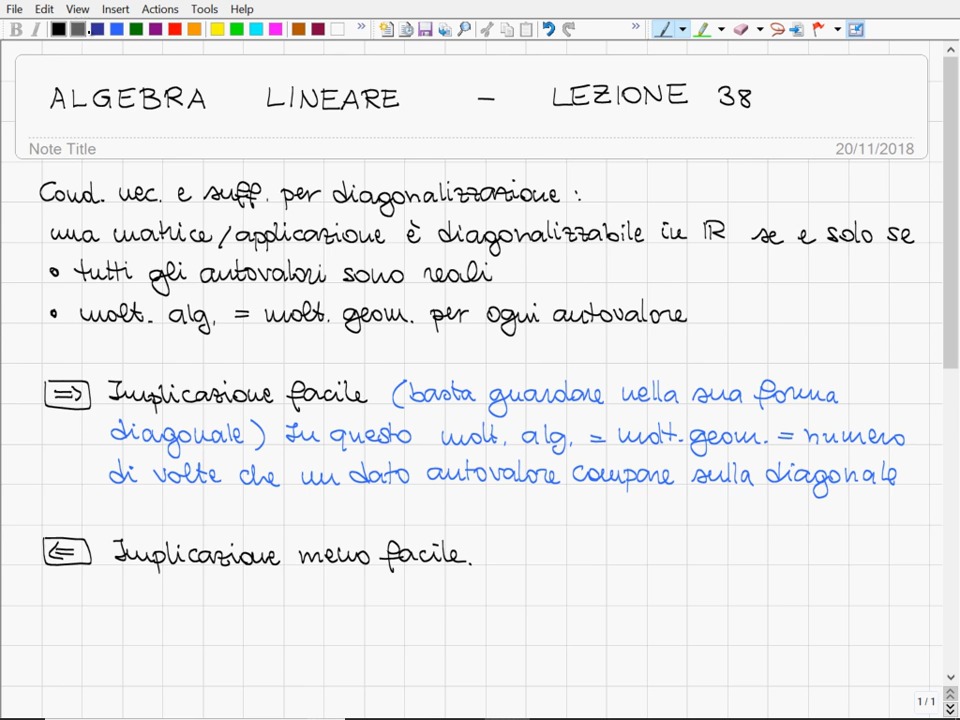 File Edit View Insert Actions Tools Help
B I
ALGEBRA LINEARE - LEZIONE 38
Note Title 20/11/2018
Cond. nec. e suff. per diagonalizzazione :
una matrice/applicazione è diagonalizzabile in ℝ se e solo se
• tutti gli autovalori sono reali
• molt. alg. = molt. geom. per ogni autovalore
⇒ Implicazione facile (basta guardare nella sua forma
diagonale) In questo molt. alg. = molt. geom. = numero
di volte che un dato autovalore compare sulla diagonale
⇐ Implicazione meno facile.
1/1